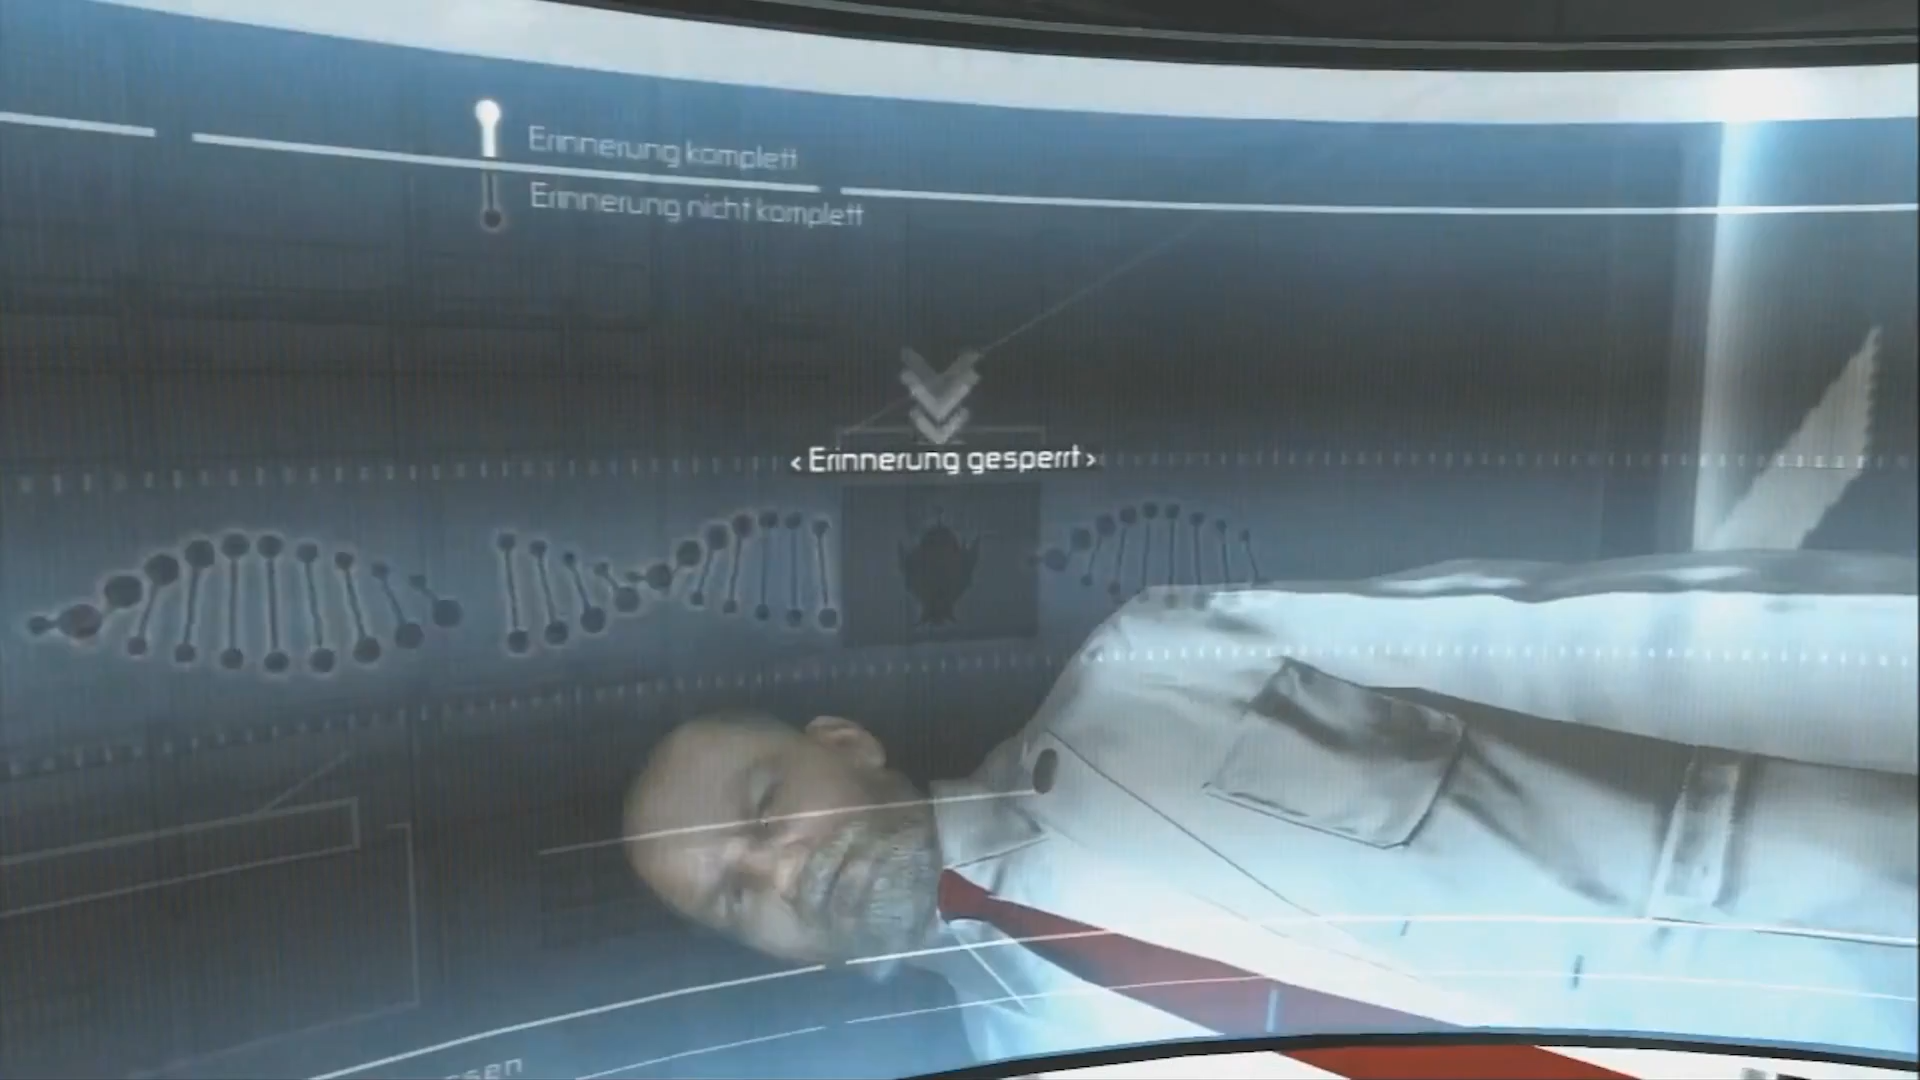 Erinnerung komplett
Erinnerung nicht komplett
< Erinnerung gesperrt >